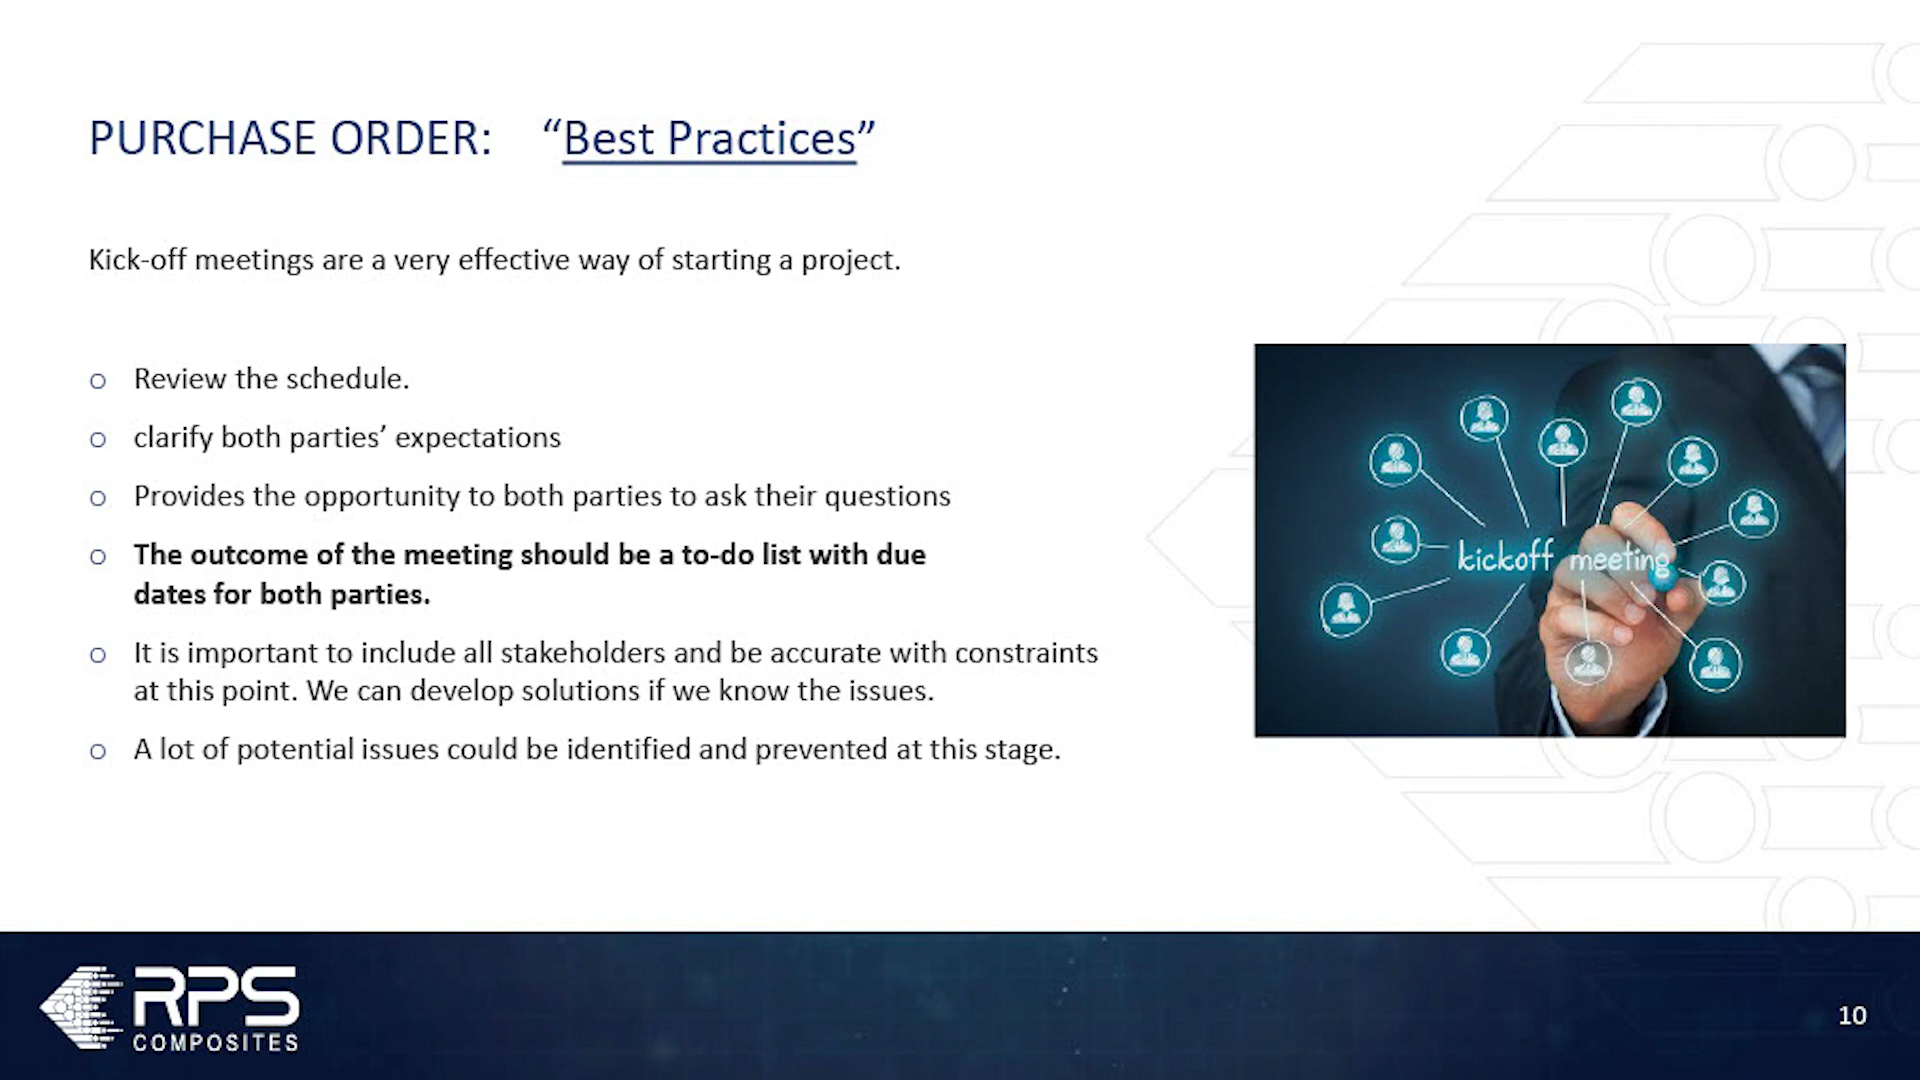 PURCHASE ORDER: “Best Practices”
Kick-off meetings are a very effective way of starting a project.
o Review the schedule.
o clarify both parties’ expectations
o Provides the opportunity to both parties to ask their questions
o The outcome of the meeting should be a to-do list with due
dates for both parties.
o It is important to include all stakeholders and be accurate with constraints
at this point. We can develop solutions if we know the issues.
o A lot of potential issues could be identified and prevented at this stage.
kickoff meeting
RPS
COMPOSITES
10